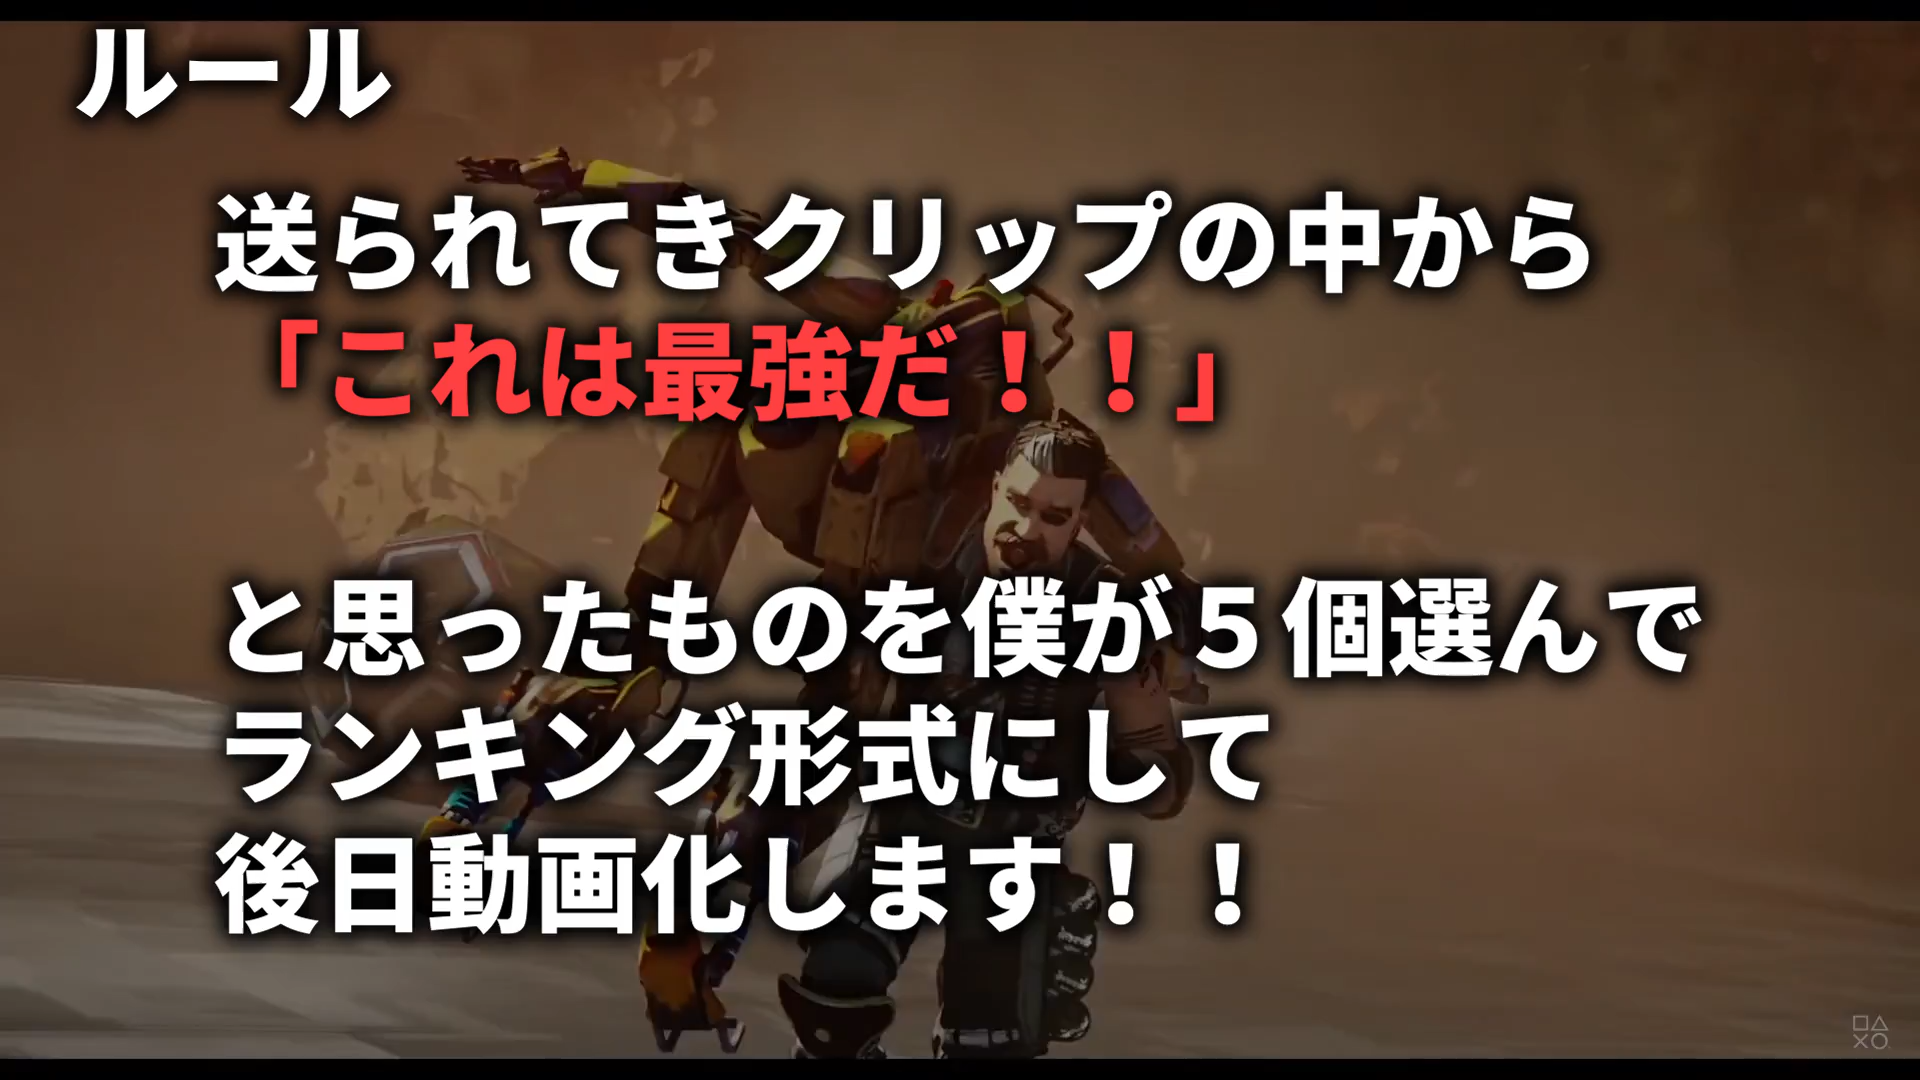 ルール
送られてきクリップの中から
「これは最強だ！！」
と思ったものを僕が５個選んで
ランキング形式にして
後日動画化します！！